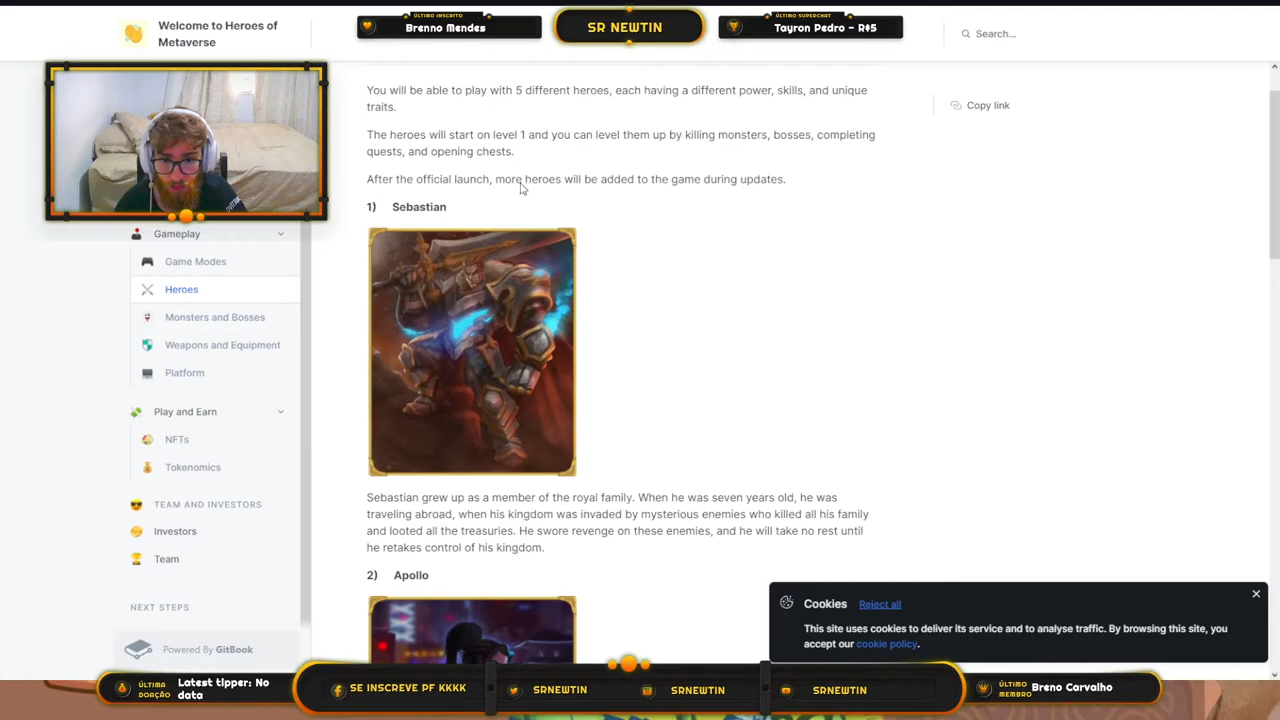 Welcome to Heroes of
Metaverse
ÚLTIMO INSCRITO
Brenno Mendes
SR NEWTIN
ÚLTIMO SUPERCHAT
Tayron Pedro - R$5
Search...
Copy link
You will be able to play with 5 different heroes, each having a different power, skills, and unique
traits.
The heroes will start on level 1 and you can level them up by killing monsters, bosses, completing
quests, and opening chests.
After the official launch, more heroes will be added to the game during updates.
1) Sebastian
Gameplay
Game Modes
Heroes
Monsters and Bosses
Weapons and Equipment
Platform
Play and Earn
NFTs
Tokenomics
TEAM AND INVESTORS
Investors
Team
NEXT STEPS
Powered By GitBook
Sebastian grew up as a member of the royal family. When he was seven years old, he was
traveling abroad, when his kingdom was invaded by mysterious enemies who killed all his family
and looted all the treasuries. He swore revenge on these enemies, and he will take no rest until
he retakes control of his kingdom.
2) Apollo
Cookies
Reject all
This site uses cookies to deliver its service and to analyse traffic. By browsing this site, you
accept our cookie policy.
ÚLTIMA
DOAÇÃO
Latest tipper: No
data
SE INSCREVE PF KKKK
SRNEWTIN
SRNEWTIN
SRNEWTIN
ÚLTIMO
MEMBRO
Breno Carvalho